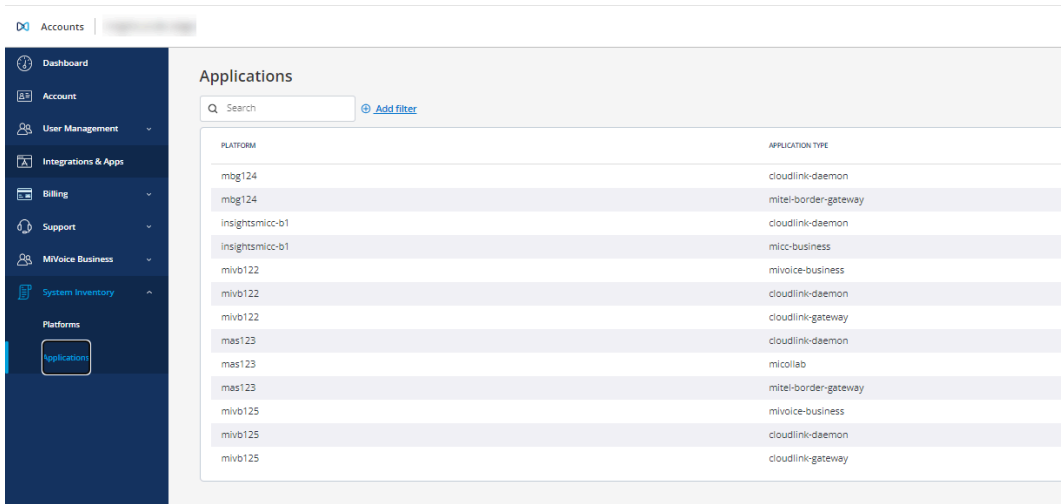 Accounts
Dashboard
Account
User Management
Integrations & Apps
Billing
Support
MiVoice Business
System Inventory
Platforms
Applications
Applications
Search
Add filter
PLATFORM APPLICATION TYPE
mbg124 cloudlink-daemon
mbg124 mitel-border-gateway
insightsmicc-b1 cloudlink-daemon
insightsmicc-b1 micc-business
mivb122 mivoice-business
mivb122 cloudlink-daemon
mivb122 cloudlink-gateway
mas123 cloudlink-daemon
mas123 micollab
mas123 mitel-border-gateway
mivb125 mivoice-business
mivb125 cloudlink-daemon
mivb125 cloudlink-gateway